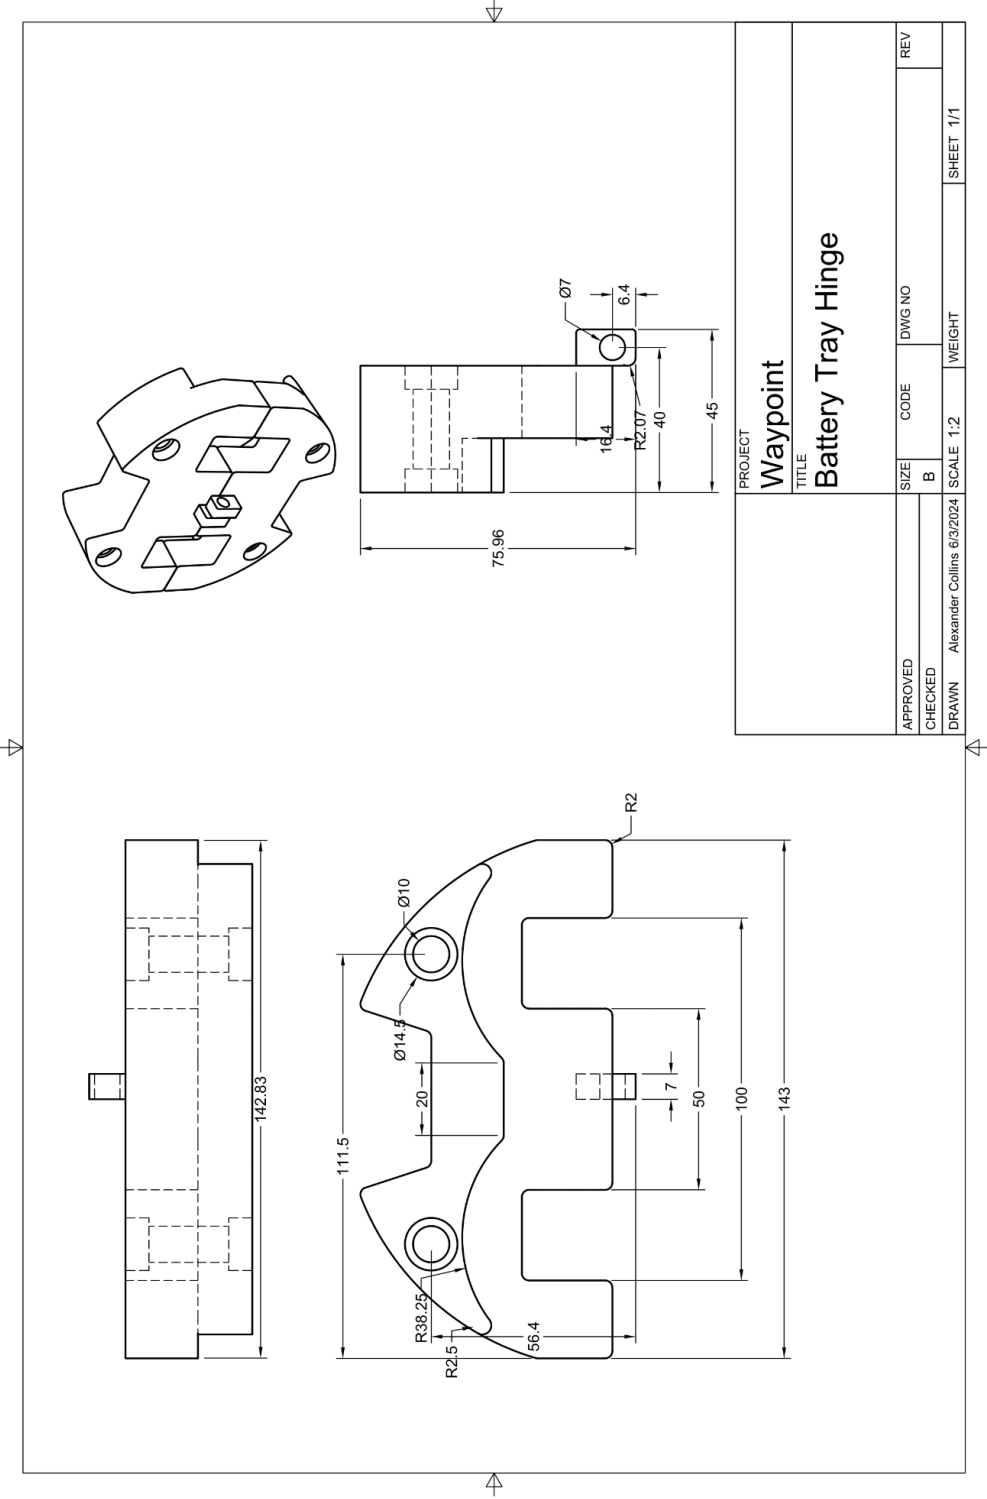 142.83
111.5
20
Ø10
Ø14.5
R38.25
R2.5
56.4
R2
7
50
100
143
75.96
Ø7
6.4
16.4
R2.07
40
45
PROJECT
Waypoint
TITLE
Battery Tray Hinge
APPROVED
SIZE
CODE
DWG NO
REV
CHECKED
B
DRAWN
Alexander Collins 6/3/2024
SCALE 1:2
WEIGHT
SHEET 1/1